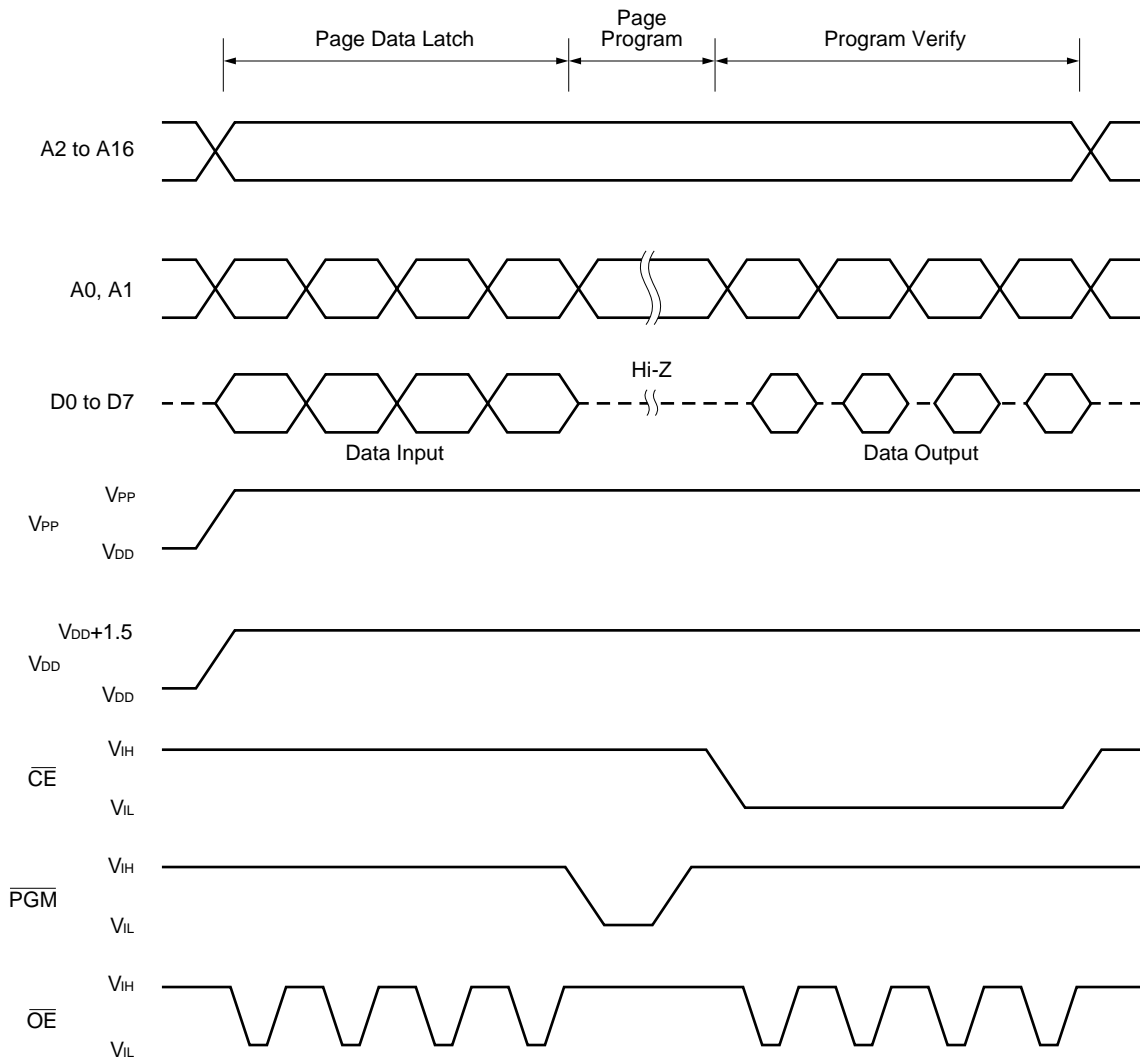 Page Data Latch
Page
Program
Program Verify
A2 to A16
A0, A1
Hi-Z
D0 to D7
Data Input
Data Output
VPP
VPP
VDD
VDD+1.5
VDD
VDD
VIH
CE
VIL
VIH
PGM
VIL
VIH
OE
VIL